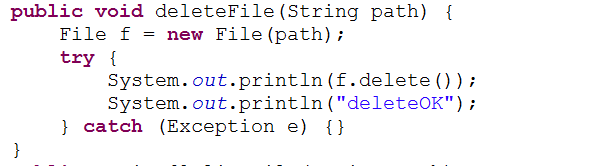 public void deleteFile(String path) {
    File f = new File(path);
    try {
        System.out.println(f.delete());
        System.out.println("deleteOK");
    } catch (Exception e) {}
}